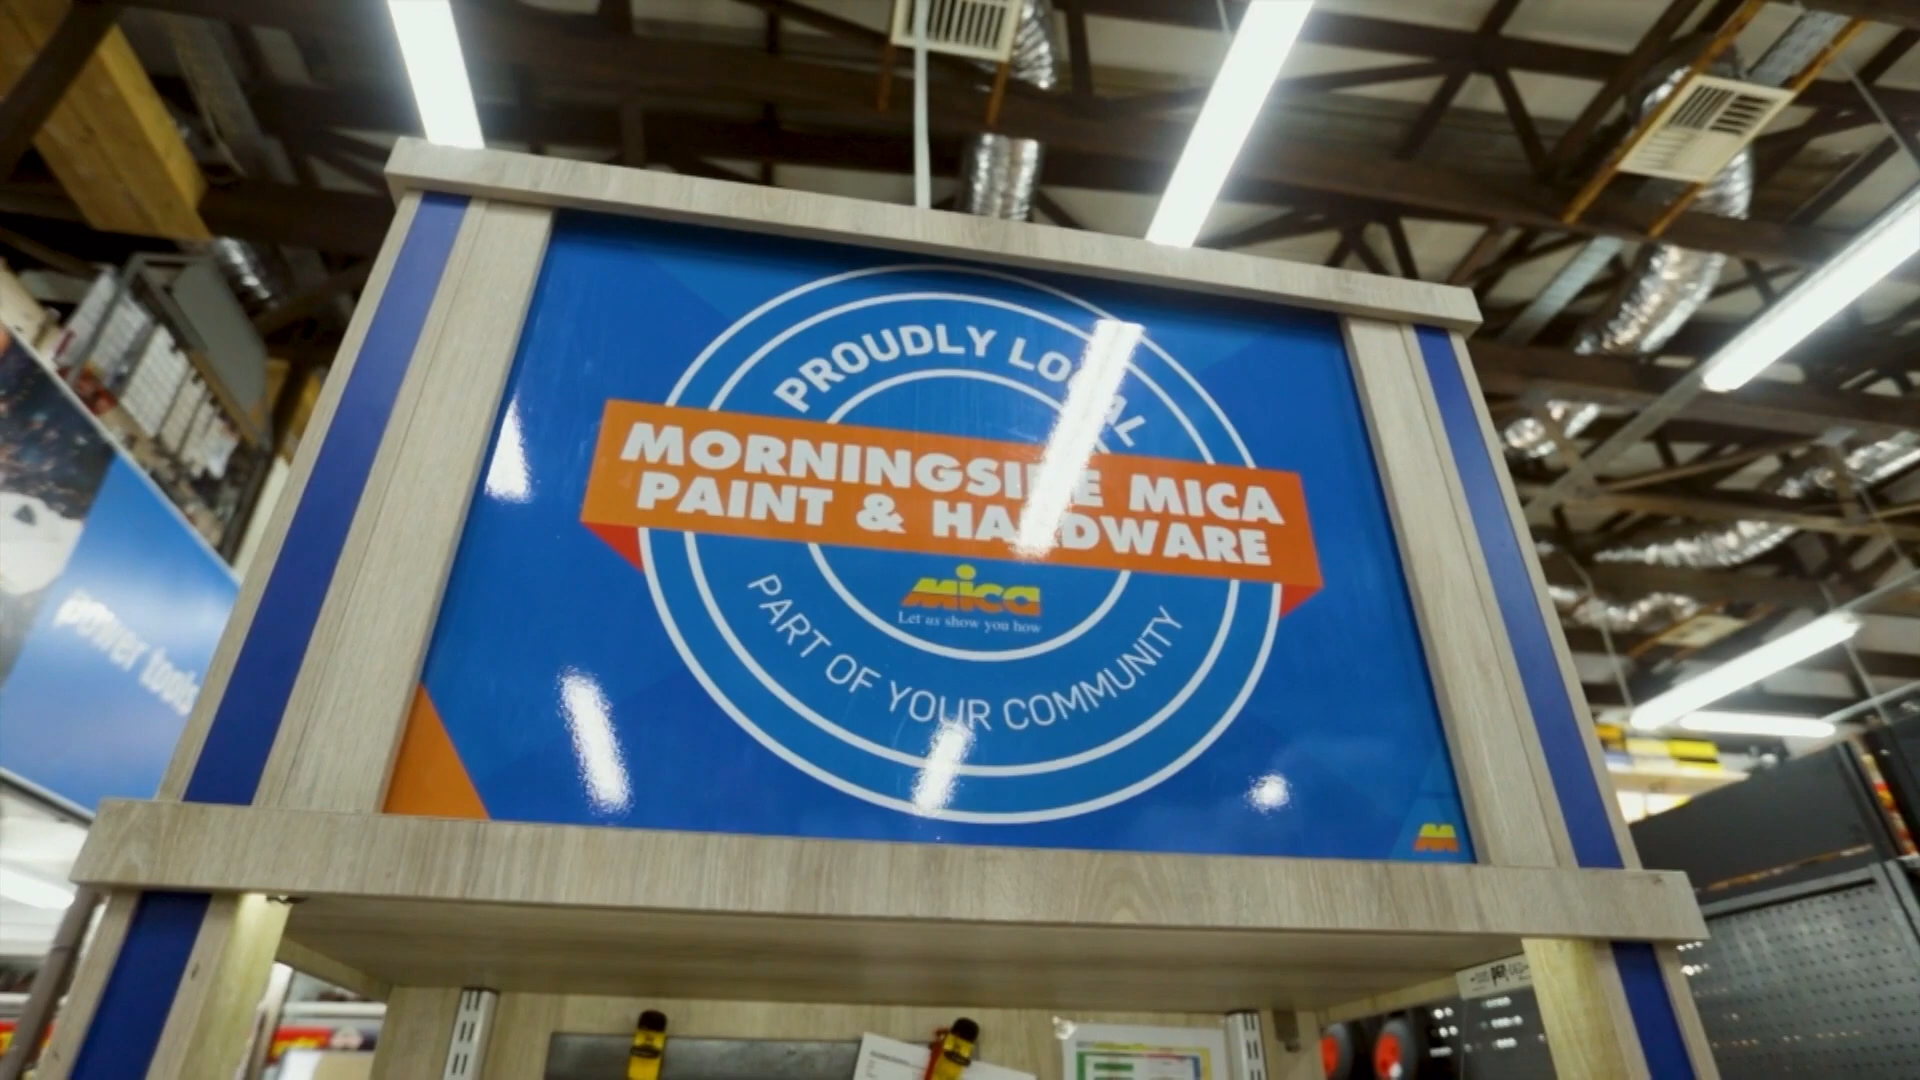 PROUDLY LOCAL
MORNINGSIDE MICA
PAINT & HARDWARE
mica
Let us show you how
PART OF YOUR COMMUNITY
power tools